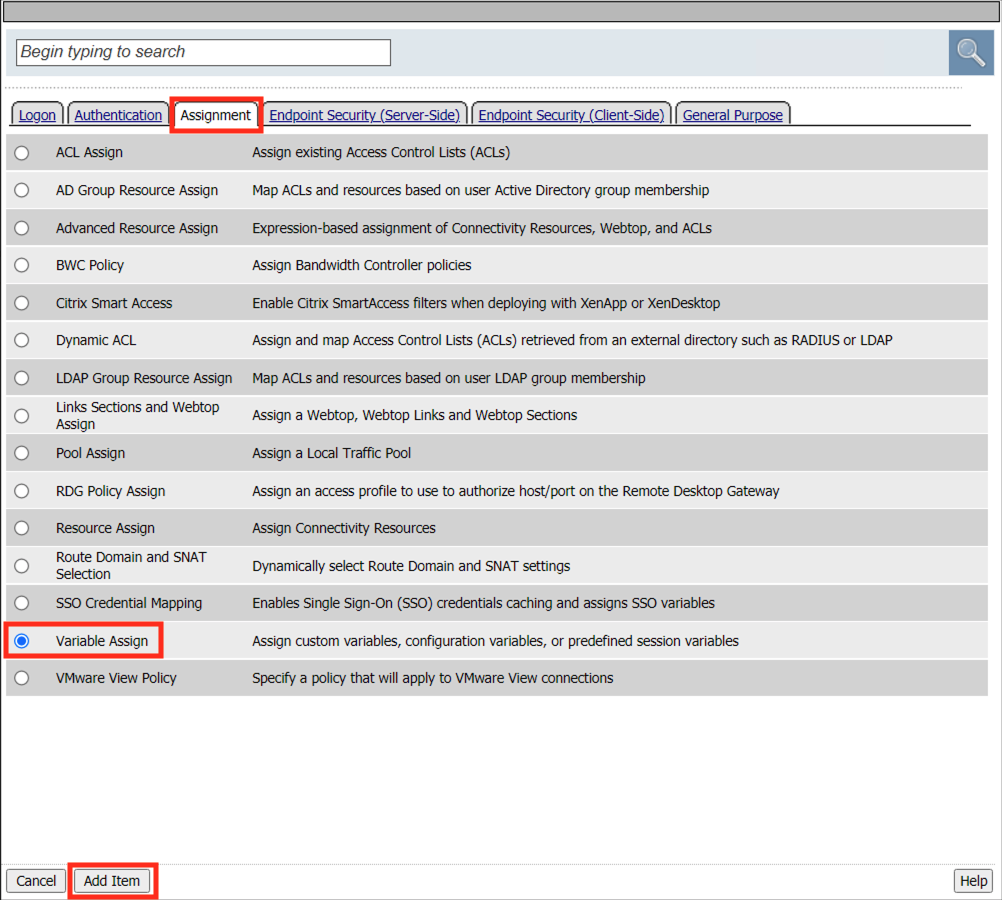 Begin typing to search
Logon Authentication Assignment Endpoint Security (Server-Side) Endpoint Security (Client-Side) General Purpose
ACL Assign Assign existing Access Control Lists (ACLs)
AD Group Resource Assign Map ACLs and resources based on user Active Directory group membership
Advanced Resource Assign Expression-based assignment of Connectivity Resources, Webtop, and ACLs
BWC Policy Assign Bandwidth Controller policies
Citrix Smart Access Enable Citrix SmartAccess filters when deploying with XenApp or XenDesktop
Dynamic ACL Assign and map Access Control Lists (ACLs) retrieved from an external directory such as RADIUS or LDAP
LDAP Group Resource Assign Map ACLs and resources based on user LDAP group membership
Links Sections and Webtop
Assign Assign a Webtop, Webtop Links and Webtop Sections
Pool Assign Assign a Local Traffic Pool
RDG Policy Assign Assign an access profile to use to authorize host/port on the Remote Desktop Gateway
Resource Assign Assign Connectivity Resources
Route Domain and SNAT
Selection Dynamically select Route Domain and SNAT settings
SSO Credential Mapping Enables Single Sign-On (SSO) credentials caching and assigns SSO variables
Variable Assign Assign custom variables, configuration variables, or predefined session variables
VMware View Policy Specify a policy that will apply to VMware View connections
Cancel Add Item Help